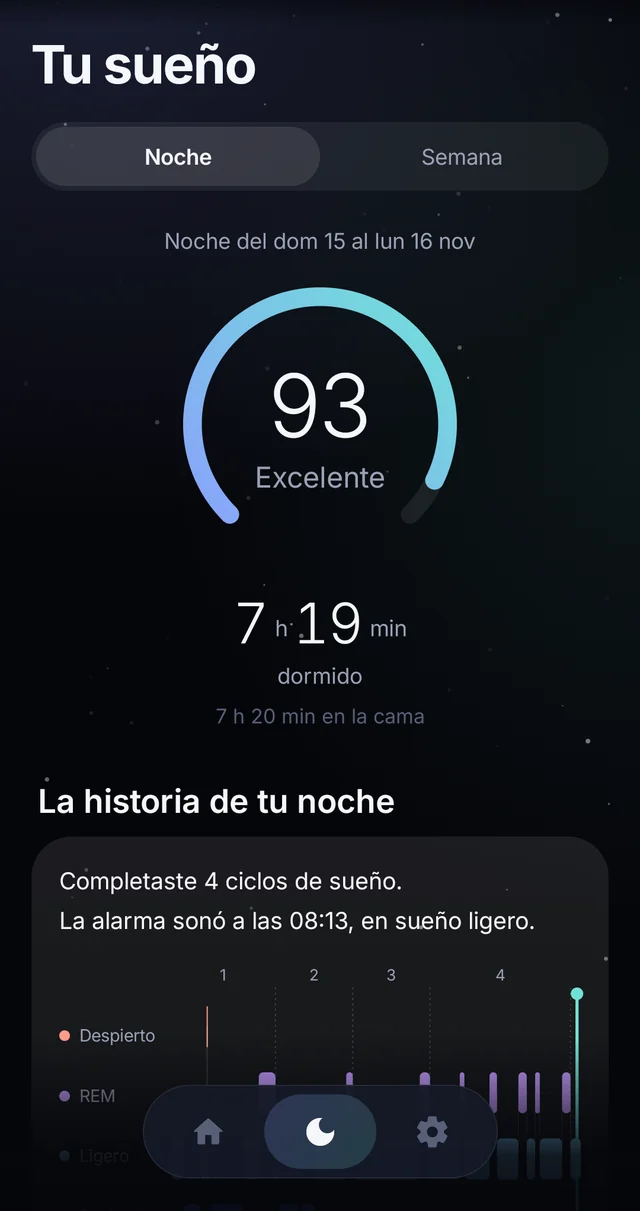 Tu sueño
Noche
Semana
Noche del dom 15 al lun 16 nov
93
Excelente
7 h 19 min
dormido
7 h 20 min en la cama
La historia de tu noche
Completaste 4 ciclos de sueño.
La alarma sonó a las 08:13, en sueño ligero.
1 2 3 4
Despierto
REM
Ligero